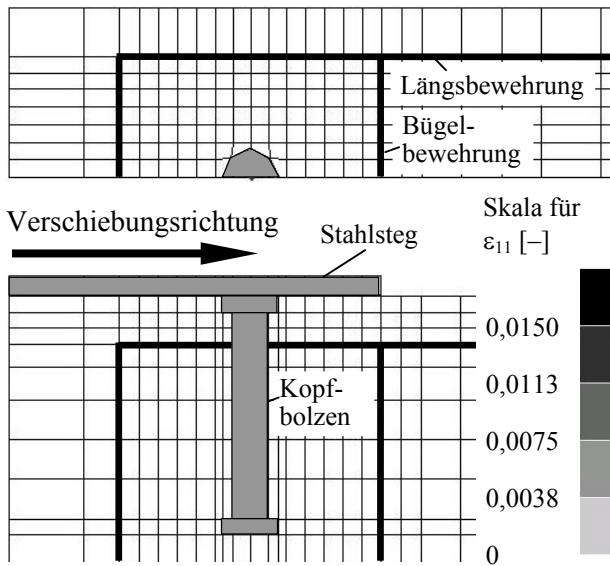 Längsbewehrung
Bügel-
bewehrung
Verschiebungsrichtung
Stahlsteg
Skala für
ε₁₁ [–]
Kopf-
bolzen
0,0150
0,0113
0,0075
0,0038
0